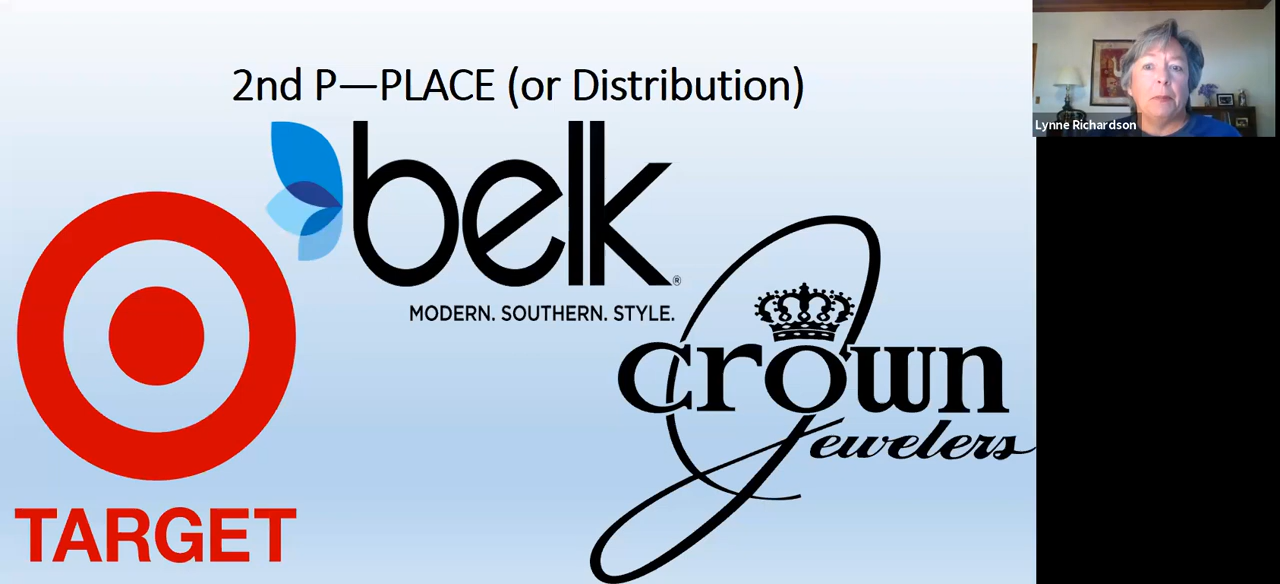 2nd P—PLACE (or Distribution)
Lynne Richardson
belk®
MODERN. SOUTHERN. STYLE.
crown
Jewelers
TARGET